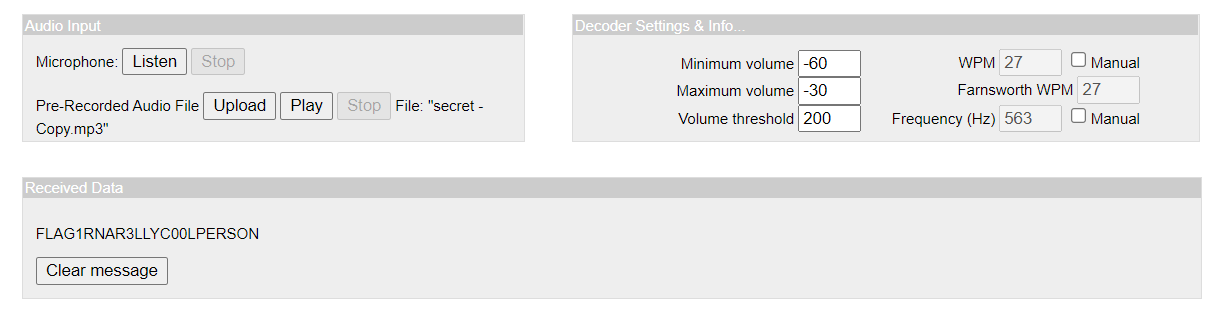 Audio Input
Microphone: Listen Stop
Pre-Recorded Audio File Upload Play Stop File: "secret -
Copy.mp3"
Decoder Settings & Info...
Minimum volume -60 WPM 27 Manual
Maximum volume -30 Farnsworth WPM 27
Volume threshold 200 Frequency (Hz) 563 Manual
Received Data
FLAG1RNAR3LLYC00LPERSON
Clear message